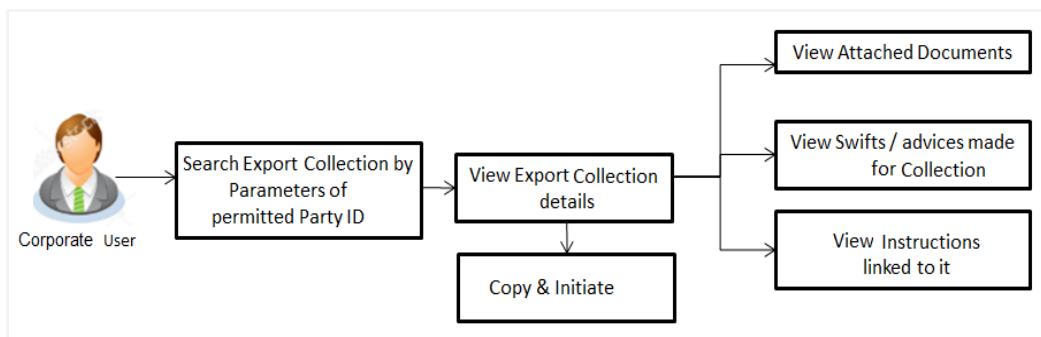 Corporate User
Search Export Collection by
Parameters of
permitted Party ID
View Export Collection
details
Copy & Initiate
View Attached Documents
View Swifts / advices made
for Collection
View Instructions
linked to it